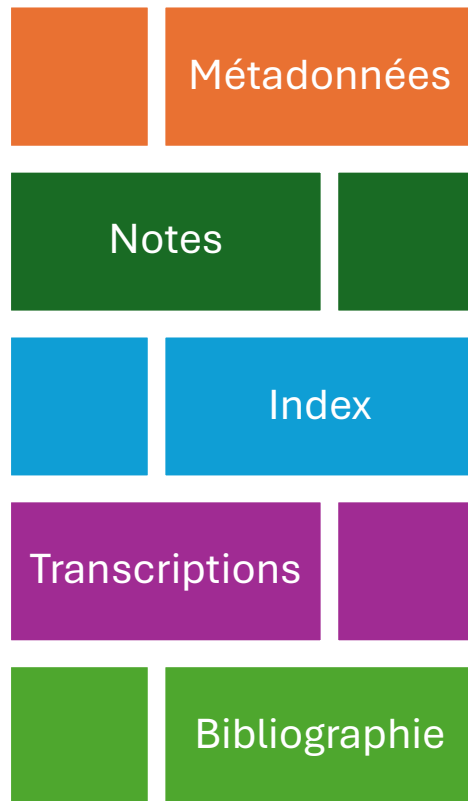 Métadonnées
Notes
Index
Transcriptions
Bibliographie